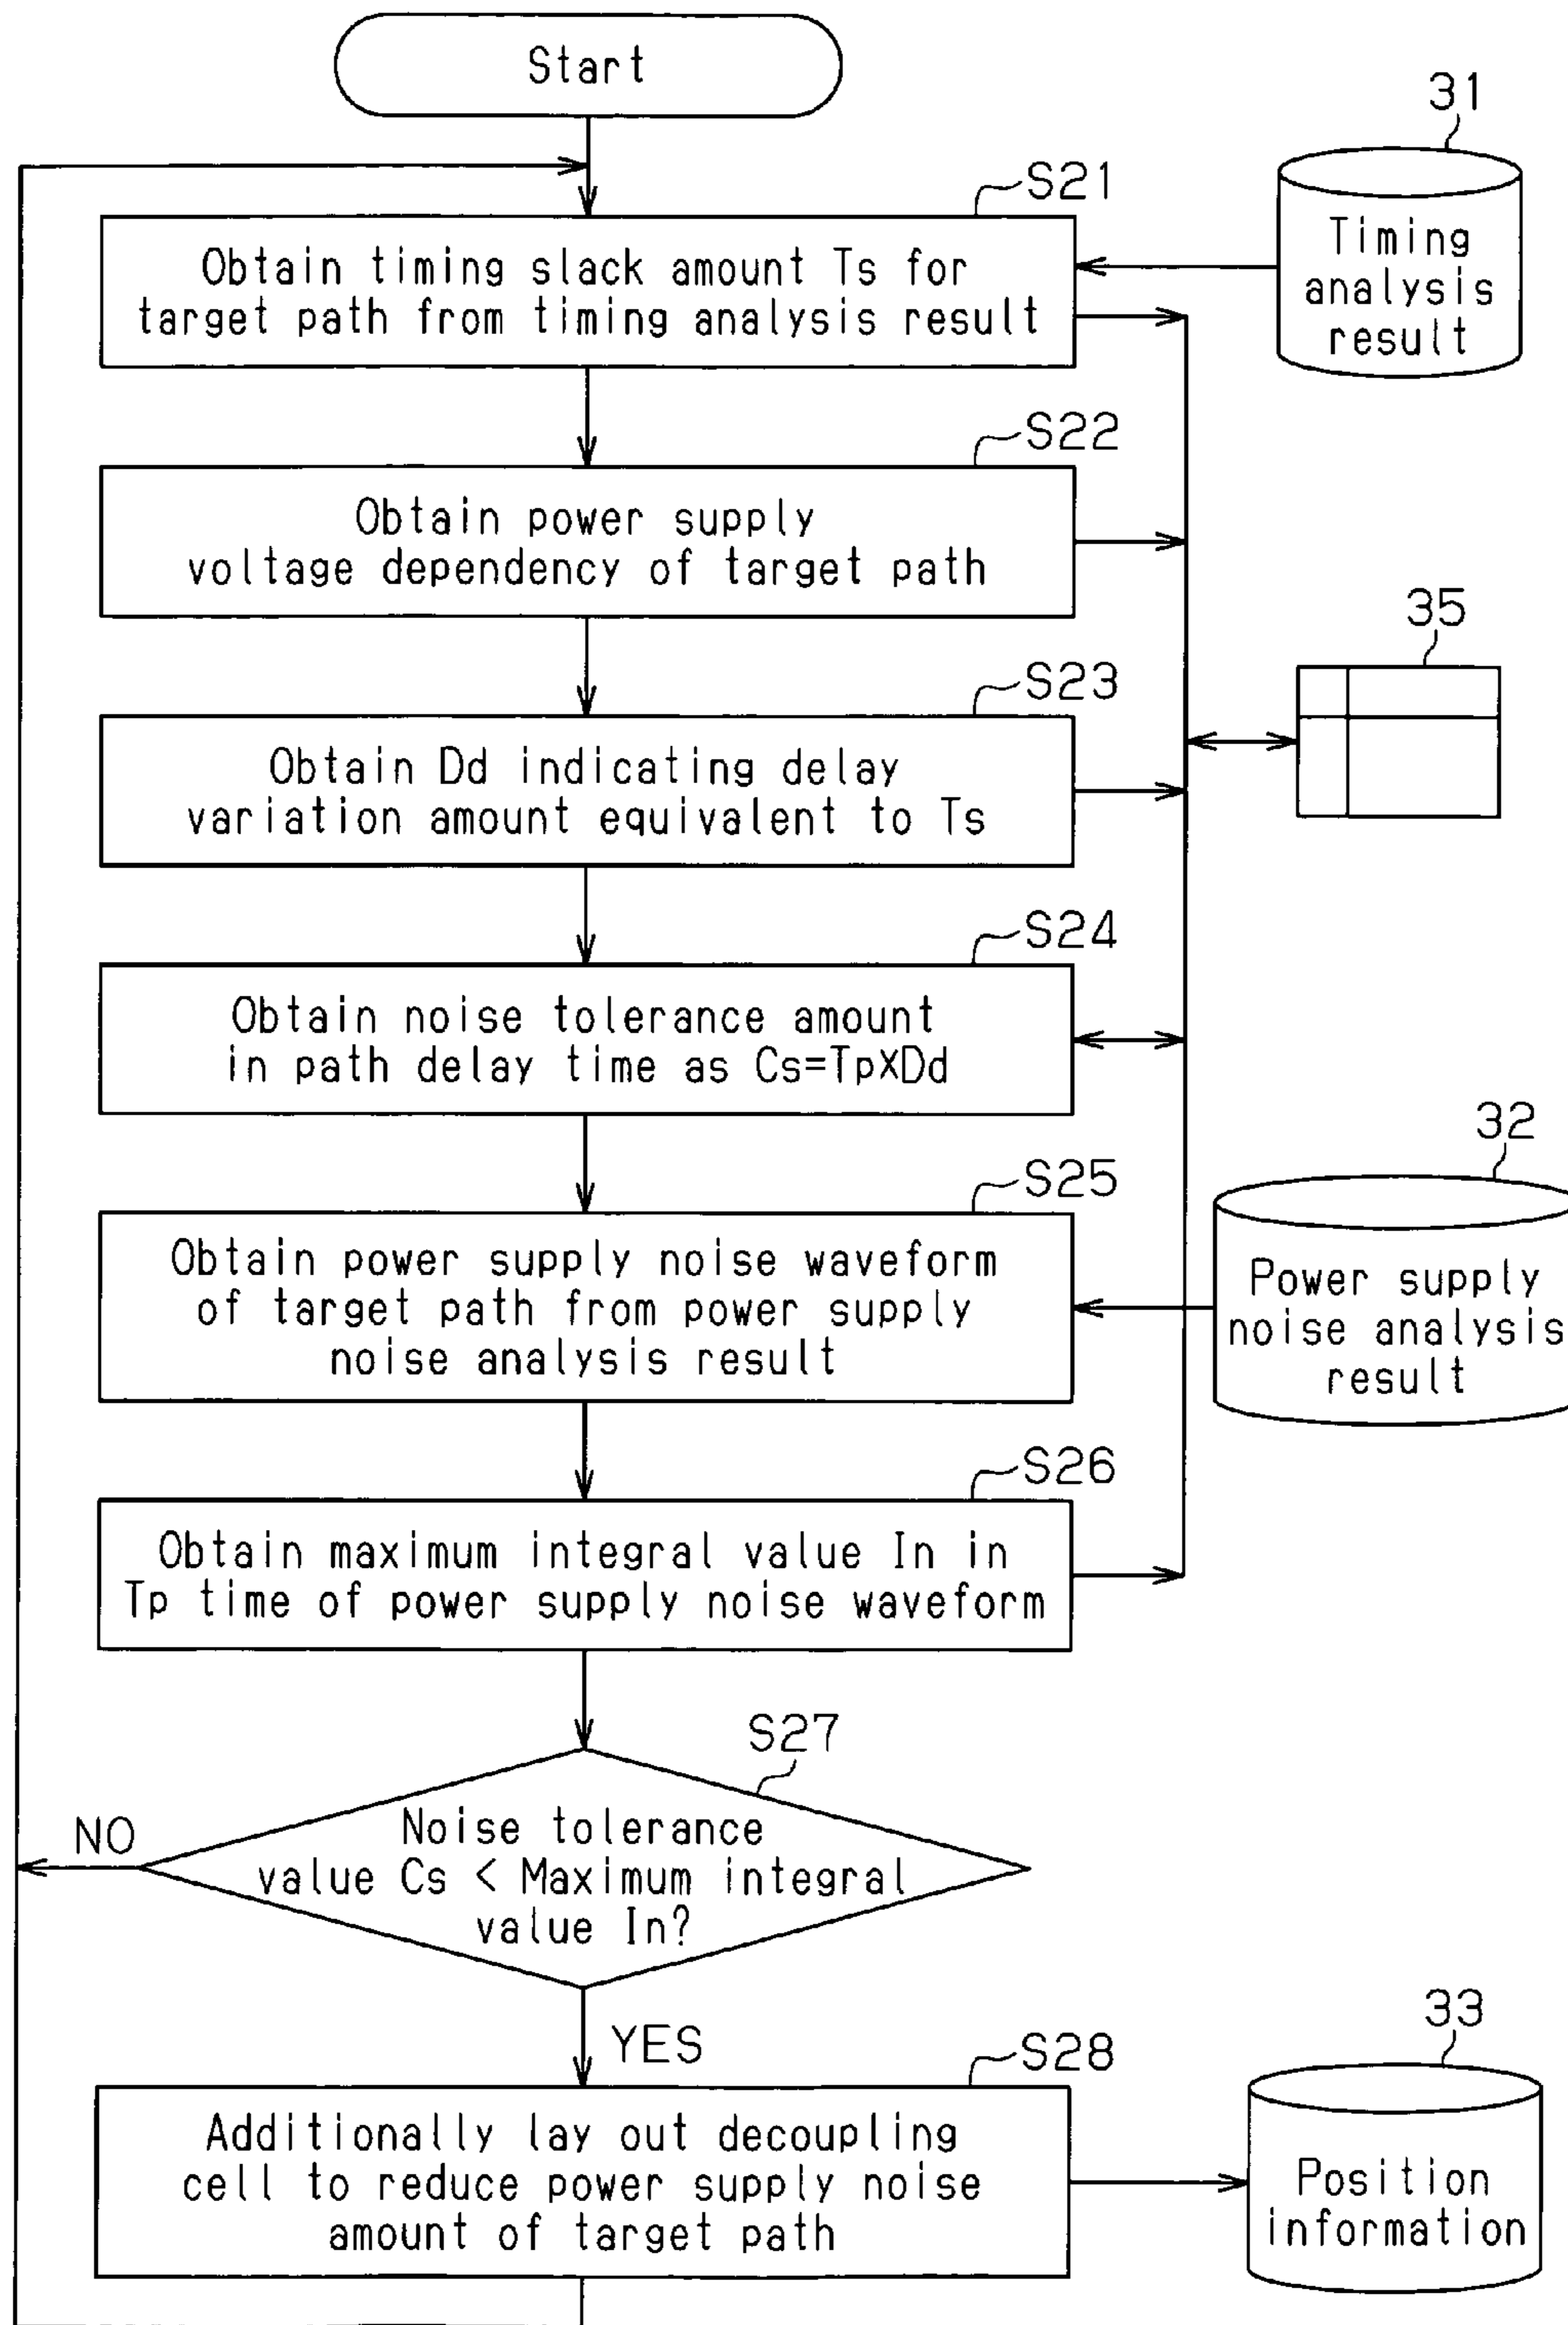 Start
31
S21
Timing
analysis
result
Obtain timing slack amount Ts for
target path from timing analysis result
S22
Obtain power supply
voltage dependency of target path
35
S23
Obtain Dd indicating delay
variation amount equivalent to Ts
S24
Obtain noise tolerance amount
in path delay time as Cs=TpXDd
32
S25
Obtain power supply noise waveform
of target path from power supply
noise analysis result
Power supply
noise analysis
result
S26
Obtain maximum integral value In in
Tp time of power supply noise waveform
S27
NO
Noise tolerance
value Cs < Maximum integral
value In?
YES
33
S28
Additionally lay out decoupling
cell to reduce power supply noise
amount of target path
Position
information